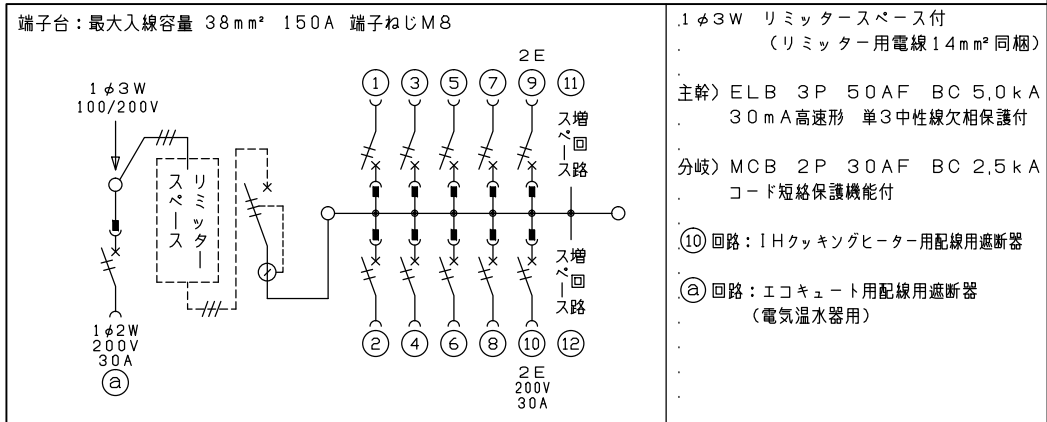 端子台：最大入線容量 38mm² 150A 端子ねじM8
1φ3W
100/200V
リミッター
スペース
1φ2W
200V
30A
ⓐ
2E
① ③ ⑤ ⑦ ⑨ ⑪
増回路
スペース
増回路
スペース
② ④ ⑥ ⑧ ⑩ ⑫
2E
200V
30A
1φ3W リミッタースペース付
（リミッター用電線14mm²同梱）
主幹）ELB 3P 50AF BC 5,0kA
30mA高速形 単3中性線欠相保護付
分岐）MCB 2P 30AF BC 2,5kA
コード短絡保護機能付
⑩回路：IHクッキングヒーター用配線用遮断器
ⓐ回路：エコキュート用配線用遮断器
（電気温水器用）